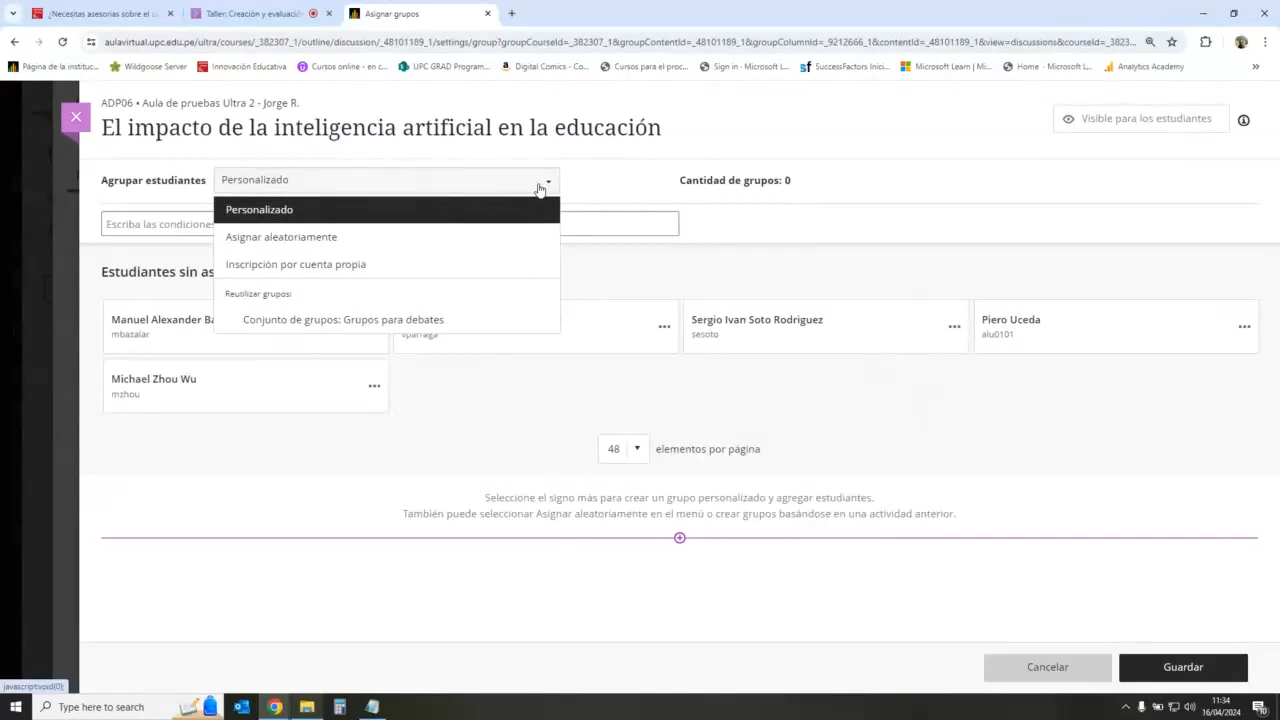 ¿Necesitas asesorías sobre el u
Taller: Creación y evaluación
Asignar grupos
aulavirtual.upc.edu.pe/ultra/courses/_382307_1/outline/discussion/_48101189_1/settings/group?groupCourseId=_382307_1&groupContentId=_48101189_1&groupColumnId=_9212666_1&contentId=_48101189_1&view=discussions&courseId=_3823...
Página de la instituc...
Wildgoose Server
Innovación Educativa
Cursos online - en c...
UPC GRAD Program...
Digital Comics - Co...
Cursos para el proc...
Sign in - Microsoft L...
SuccessFactors Inici...
Microsoft Learn | Mi...
Home - Microsoft L...
Analytics Academy
ADP06 • Aula de pruebas Ultra 2 - Jorge R.
El impacto de la inteligencia artificial en la educación
Visible para los estudiantes
Agrupar estudiantes
Personalizado
Cantidad de grupos: 0
Personalizado
Escriba las condicione
Asignar aleatoriamente
Inscripción por cuenta propia
Estudiantes sin as
Reutilizar grupos:
Conjunto de grupos: Grupos para debates
Manuel Alexander Ba
mbazalar
vparraga
Sergio Ivan Soto Rodriguez
sesoto
Piero Uceda
alu0101
Michael Zhou Wu
mzhou
48
elementos por página
Seleccione el signo más para crear un grupo personalizado y agregar estudiantes.
También puede seleccionar Asignar aleatoriamente en el menú o crear grupos basándose en una actividad anterior.
Cancelar
Guardar
javascript:void(0);
Type here to search
11:34
16/04/2024
10